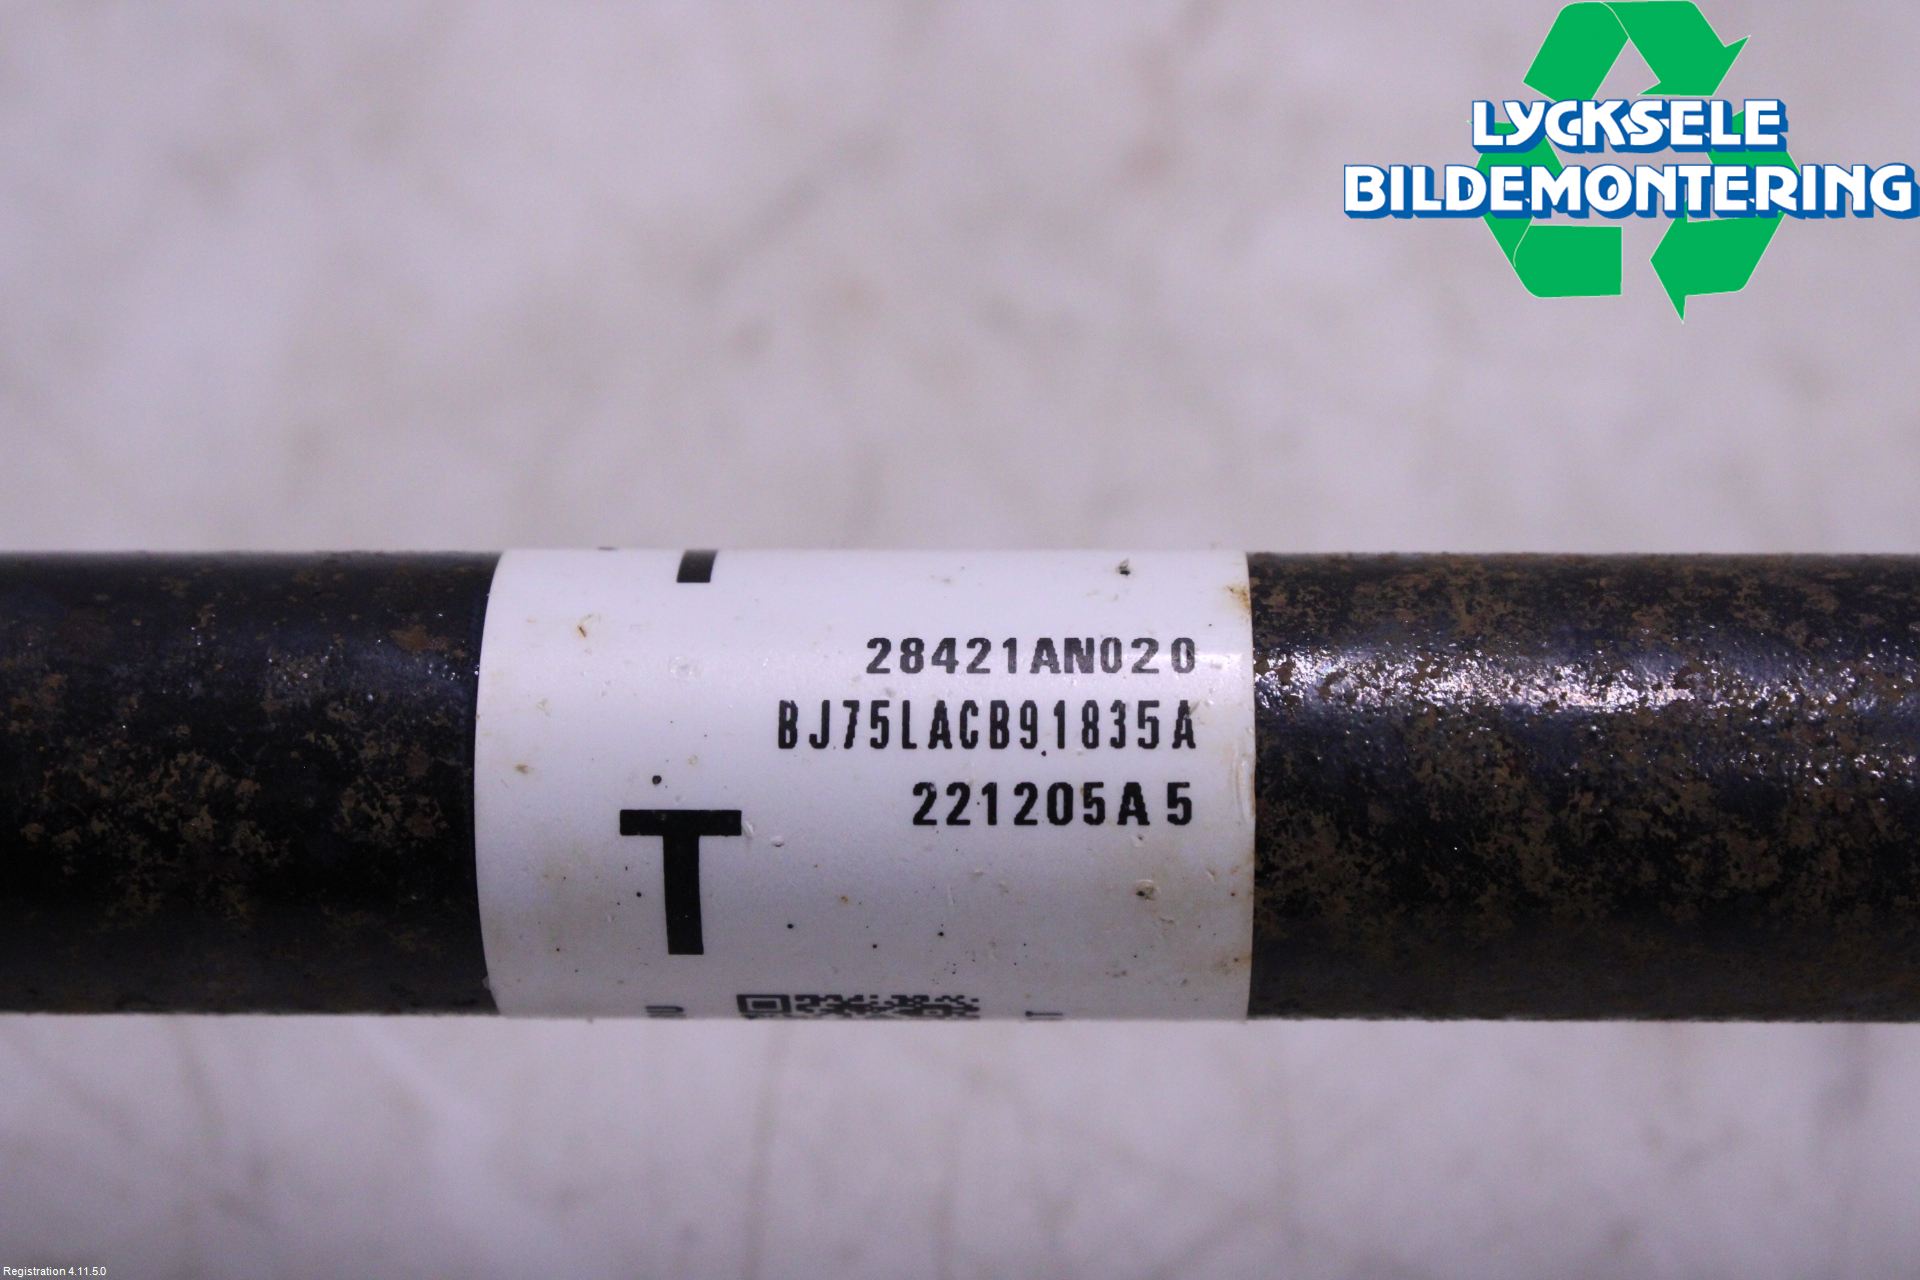 LYCKSELE
BILDEMONTERING
28421AN020
BJ75LACB91835A
221205A5
T
Registration 4.11.5.0